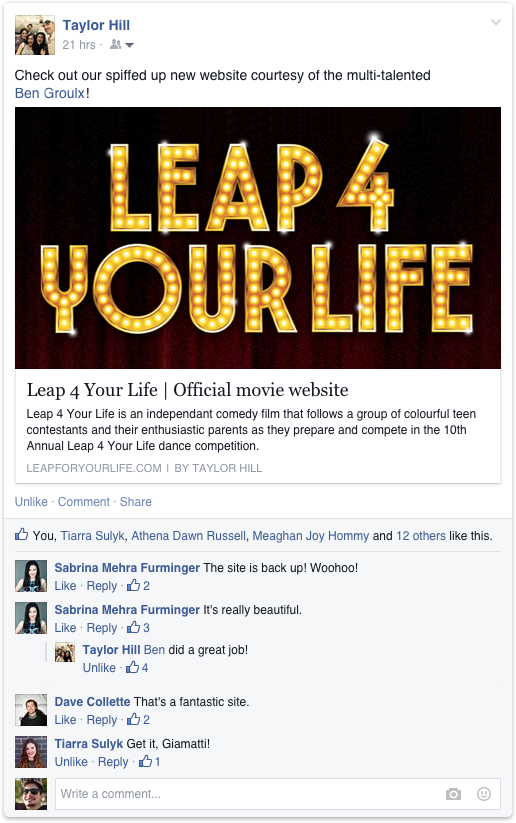 Taylor Hill
21 hrs ·
Check out our spiffed up new website courtesy of the multi-talented
Ben Groulx!
LEAP 4
YOUR LIFE
Leap 4 Your Life | Official movie website
Leap 4 Your Life is an independant comedy film that follows a group of colourful teen
contestants and their enthusiastic parents as they prepare and compete in the 10th
Annual Leap 4 Your Life dance competition.
LEAPFORYOURLIFE.COM | BY TAYLOR HILL
Unlike · Comment · Share
You, Tiarra Sulyk, Athena Dawn Russell, Meaghan Joy Hommy and 12 others like this.
Sabrina Mehra Furminger The site is back up! Woohoo!
Like · Reply · 2
Sabrina Mehra Furminger It's really beautiful.
Like · Reply · 3
Taylor Hill Ben did a great job!
Unlike · 4
Dave Collette That's a fantastic site.
Like · Reply · 2
Tiarra Sulyk Get it, Giamatti!
Unlike · Reply · 1
Write a comment...